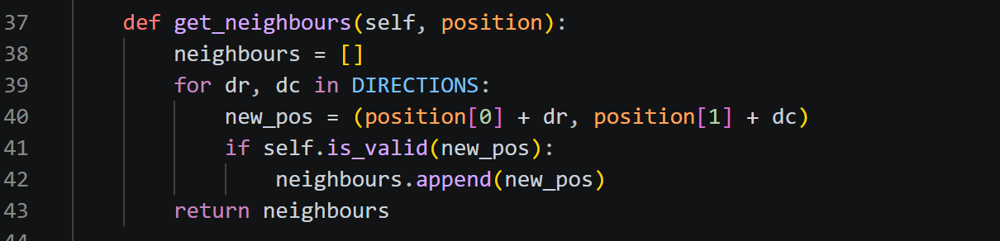 37 def get_neighbours(self, position):
38 neighbours = []
39 for dr, dc in DIRECTIONS:
40 new_pos = (position[0] + dr, position[1] + dc)
41 if self.is_valid(new_pos):
42 neighbours.append(new_pos)
43 return neighbours